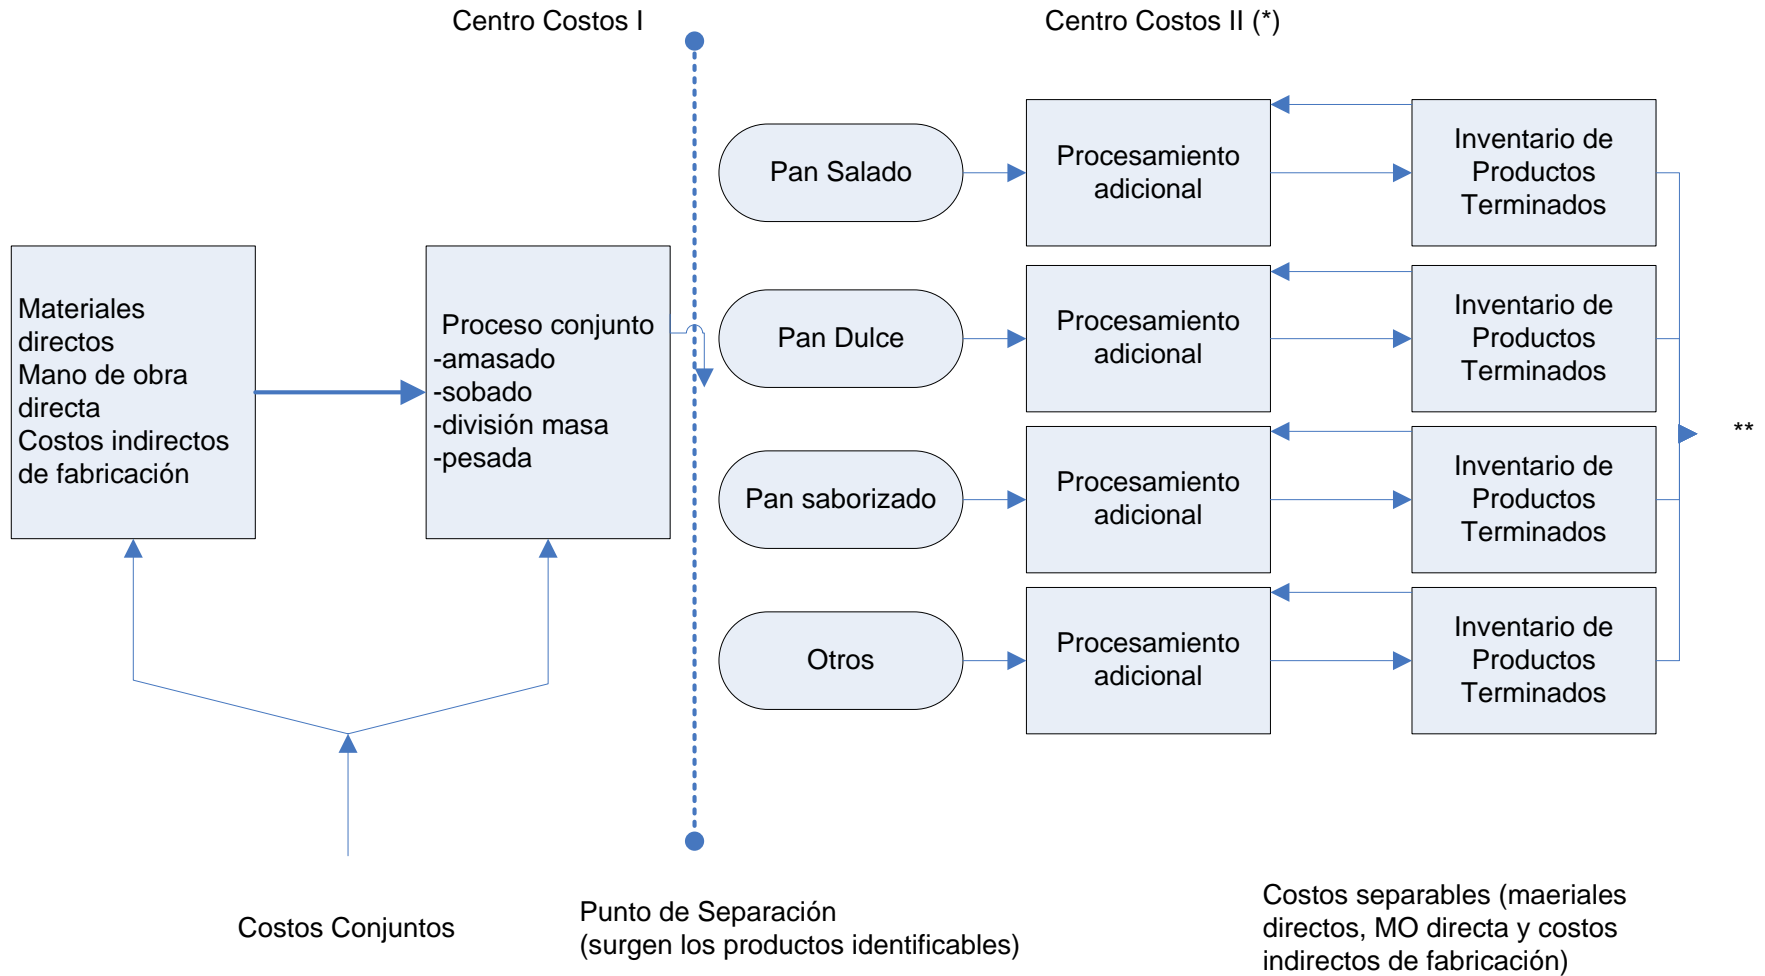 Centro Costos I
Centro Costos II (*)
Materiales
directos
Mano de obra
directa
Costos indirectos
de fabricación
Proceso conjunto
-amasado
-sobado
-división masa
-pesada
Pan Salado
Procesamiento
adicional
Inventario de
Productos
Terminados
Pan Dulce
Procesamiento
adicional
Inventario de
Productos
Terminados
Pan saborizado
Procesamiento
adicional
Inventario de
Productos
Terminados
Otros
Procesamiento
adicional
Inventario de
Productos
Terminados
**
Costos Conjuntos
Punto de Separación
(surgen los productos identificables)
Costos separables (maeriales
directos, MO directa y costos
indirectos de fabricación)